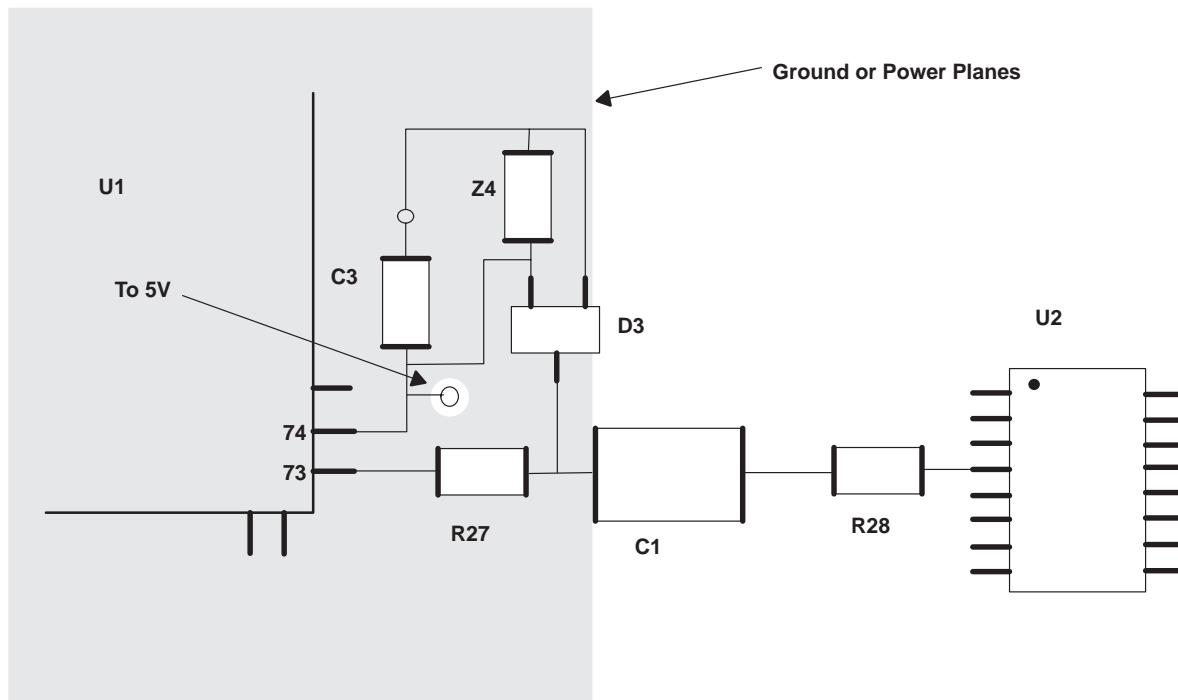 Ground or Power Planes
U1
Z4
C3
To 5V
D3
U2
74
73
R27
C1
R28